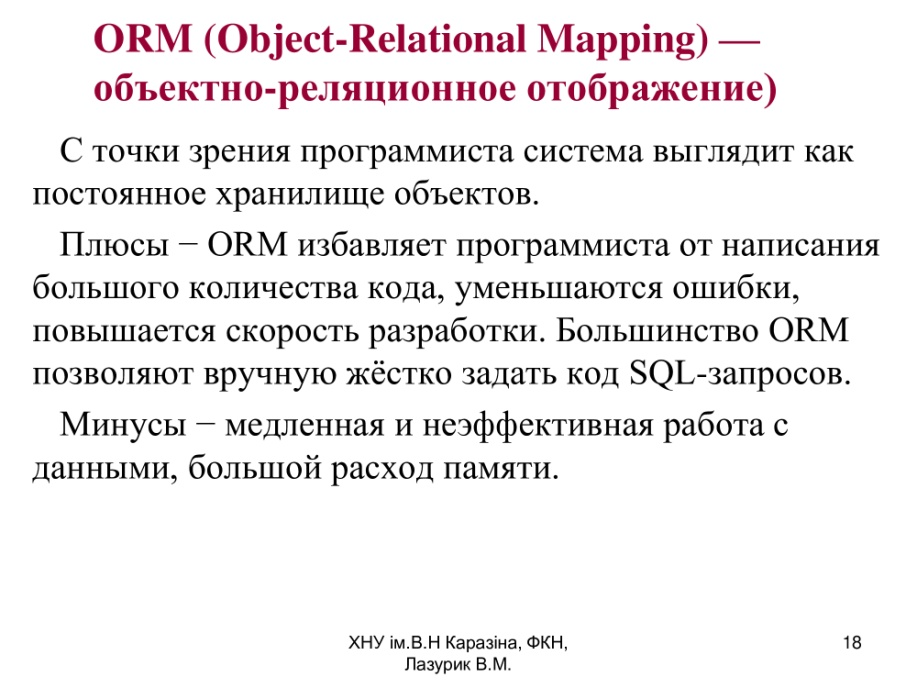 ORM (Object-Relational Mapping) —
объектно-реляционное отображение)
С точки зрения программиста система выглядит как
постоянное хранилище объектов.
Плюсы − ORM избавляет программиста от написания
большого количества кода, уменьшаются ошибки,
повышается скорость разработки. Большинство ORM
позволяют вручную жёстко задать код SQL-запросов.
Минусы − медленная и неэффективная работа с
данными, большой расход памяти.
ХНУ ім.В.Н Каразіна, ФКН,
Лазурик В.М.
18